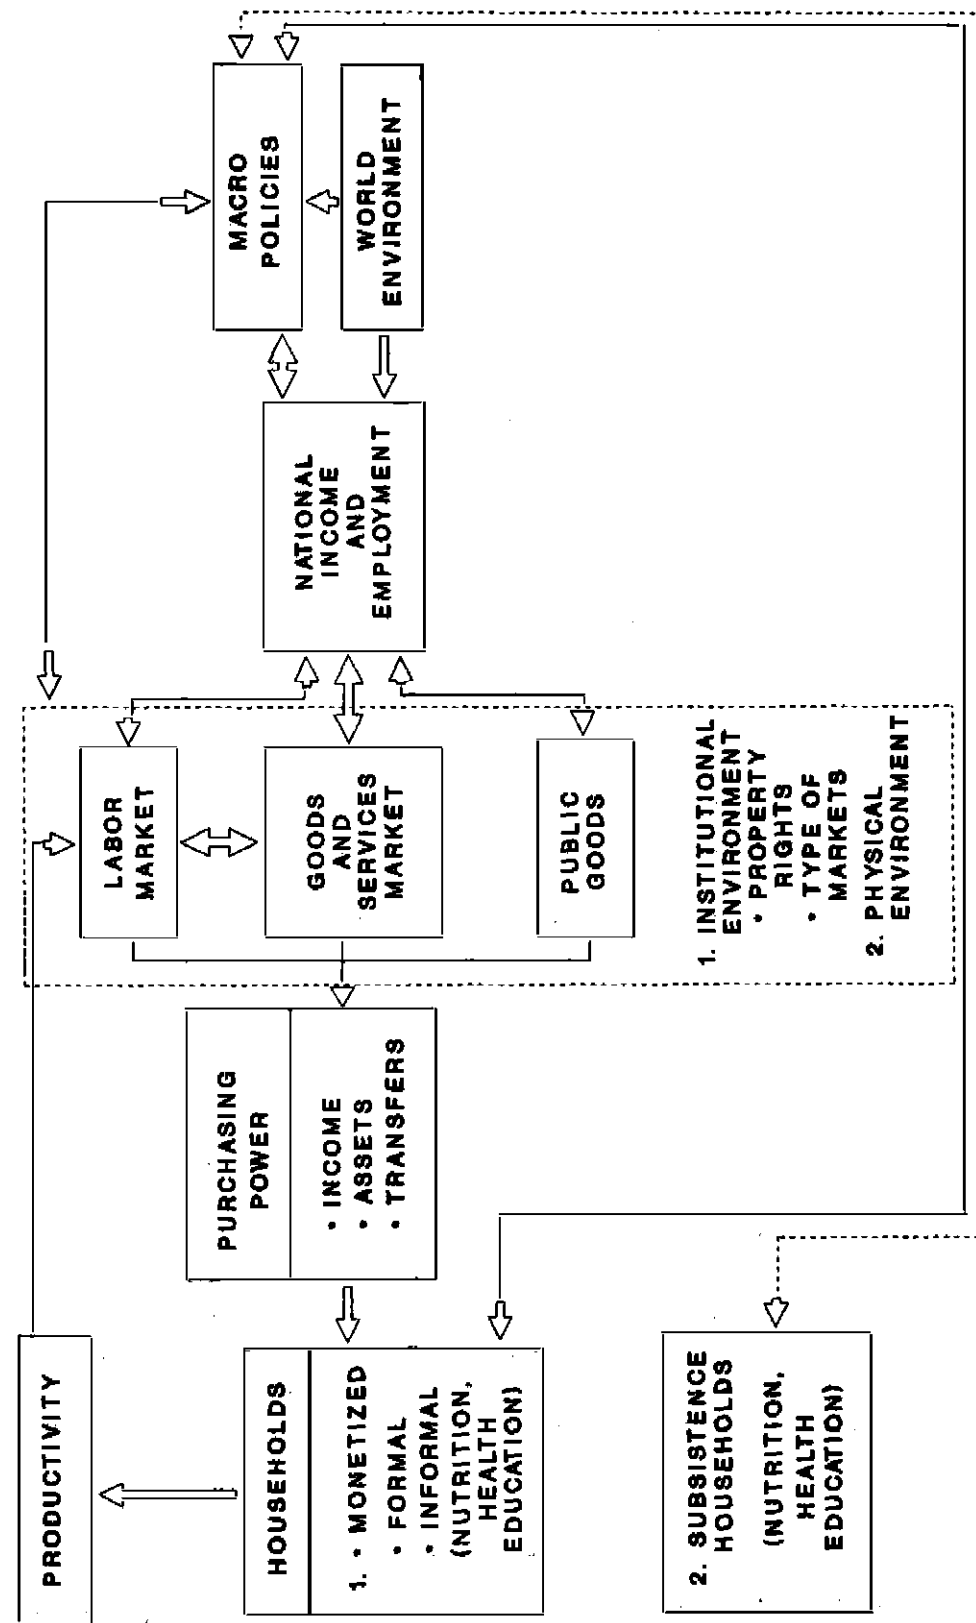 PRODUCTIVITY
HOUSEHOLDS
1. • MONETIZED
• FORMAL
• INFORMAL
(NUTRITION,
HEALTH
EDUCATION)
2. SUBSISTENCE
HOUSEHOLDS
(NUTRITION,
HEALTH
EDUCATION)
PURCHASING
POWER
• INCOME
• ASSETS
• TRANSFERS
LABOR
MARKET
GOODS
AND
SERVICES
MARKET
PUBLIC
GOODS
1. INSTITUTIONAL
ENVIRONMENT
• PROPERTY
RIGHTS
• TYPE OF
MARKETS
2. PHYSICAL
ENVIRONMENT
NATIONAL
INCOME
AND
EMPLOYMENT
MACRO
POLICIES
WORLD
ENVIRONMENT